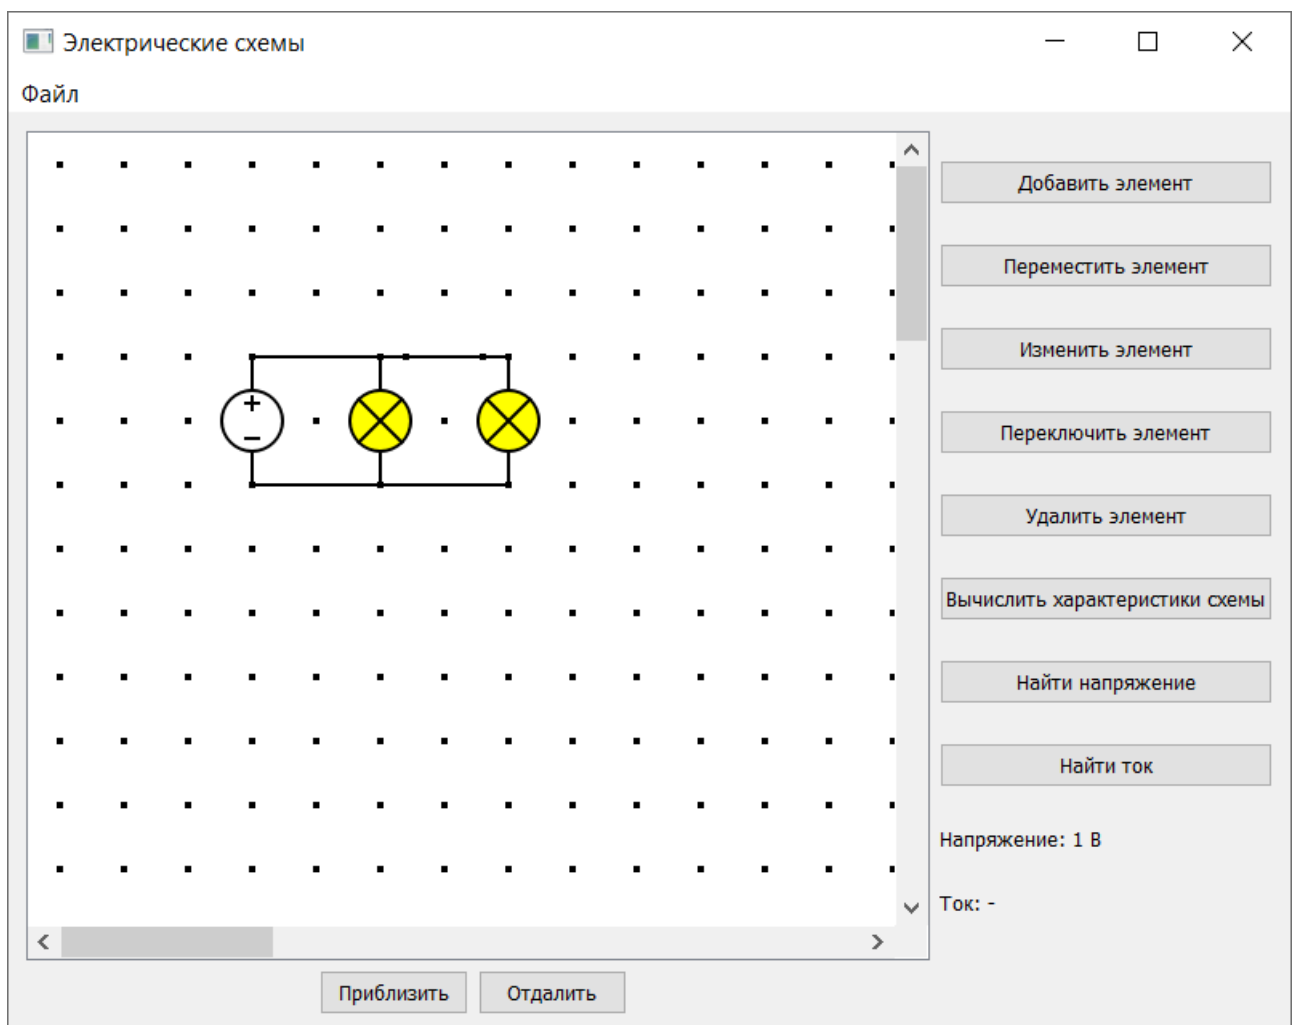 Электрические схемы
Файл
Добавить элемент
Переместить элемент
Изменить элемент
Переключить элемент
Удалить элемент
Вычислить характеристики схемы
Найти напряжение
Найти ток
Напряжение: 1 В
Ток: -
Приблизить
Отдалить